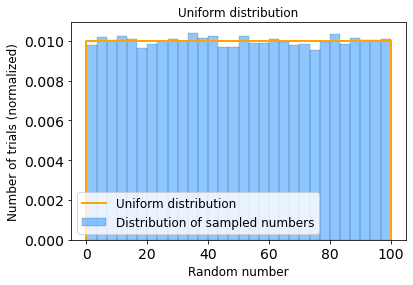 Uniform distribution
Number of trials (normalized)
0.010
0.008
0.006
0.004
0.002
0.000
Uniform distribution
Distribution of sampled numbers
0 20 40 60 80 100
Random number